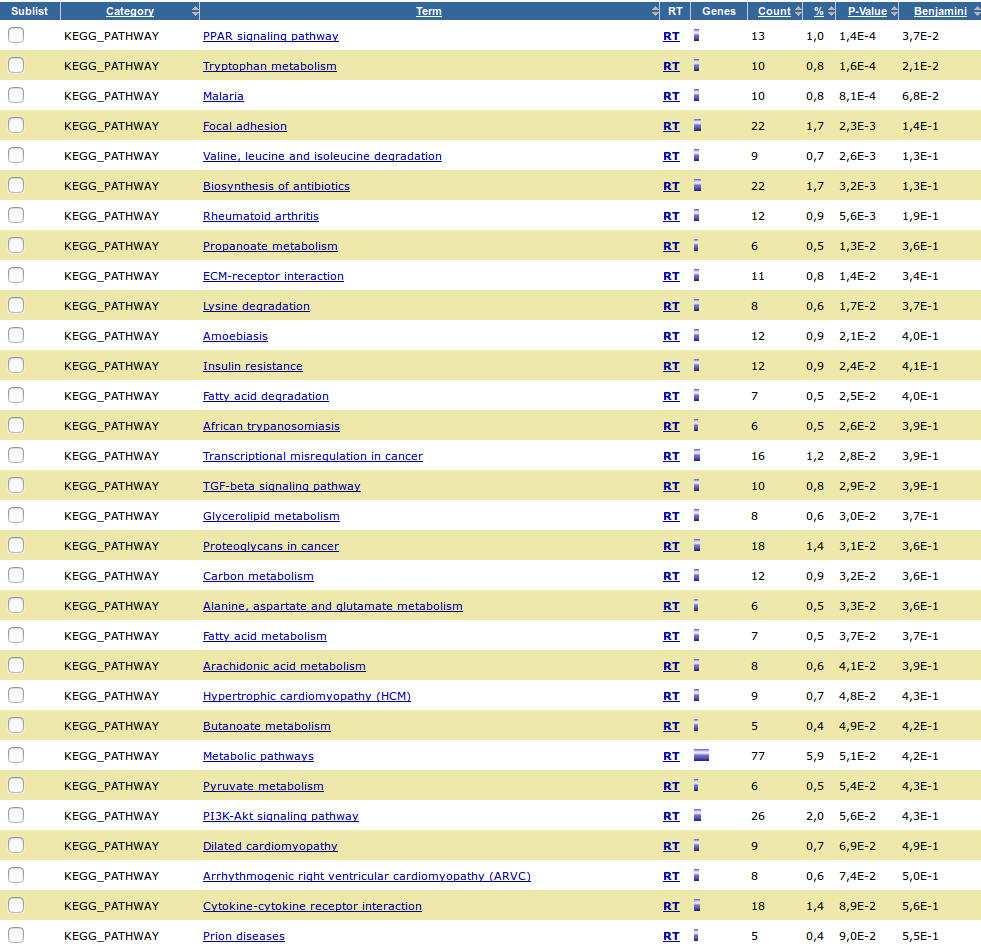 Sublist Category Term RT Genes Count % P-Value Benjamini
KEGG_PATHWAY PPAR signaling pathway RT 13 1,0 1,4E-4 3,7E-2
KEGG_PATHWAY Tryptophan metabolism RT 10 0,8 1,6E-4 2,1E-2
KEGG_PATHWAY Malaria RT 10 0,8 8,1E-4 6,8E-2
KEGG_PATHWAY Focal adhesion RT 22 1,7 2,3E-3 1,4E-1
KEGG_PATHWAY Valine, leucine and isoleucine degradation RT 9 0,7 2,6E-3 1,3E-1
KEGG_PATHWAY Biosynthesis of antibiotics RT 22 1,7 3,2E-3 1,3E-1
KEGG_PATHWAY Rheumatoid arthritis RT 12 0,9 5,6E-3 1,9E-1
KEGG_PATHWAY Propanoate metabolism RT 6 0,5 1,3E-2 3,6E-1
KEGG_PATHWAY ECM-receptor interaction RT 11 0,8 1,4E-2 3,4E-1
KEGG_PATHWAY Lysine degradation RT 8 0,6 1,7E-2 3,7E-1
KEGG_PATHWAY Amoebiasis RT 12 0,9 2,1E-2 4,0E-1
KEGG_PATHWAY Insulin resistance RT 12 0,9 2,4E-2 4,1E-1
KEGG_PATHWAY Fatty acid degradation RT 7 0,5 2,5E-2 4,0E-1
KEGG_PATHWAY African trypanosomiasis RT 6 0,5 2,6E-2 3,9E-1
KEGG_PATHWAY Transcriptional misregulation in cancer RT 16 1,2 2,8E-2 3,9E-1
KEGG_PATHWAY TGF-beta signaling pathway RT 10 0,8 2,9E-2 3,9E-1
KEGG_PATHWAY Glycerolipid metabolism RT 8 0,6 3,0E-2 3,7E-1
KEGG_PATHWAY Proteoglycans in cancer RT 18 1,4 3,1E-2 3,6E-1
KEGG_PATHWAY Carbon metabolism RT 12 0,9 3,2E-2 3,6E-1
KEGG_PATHWAY Alanine, aspartate and glutamate metabolism RT 6 0,5 3,3E-2 3,6E-1
KEGG_PATHWAY Fatty acid metabolism RT 7 0,5 3,7E-2 3,7E-1
KEGG_PATHWAY Arachidonic acid metabolism RT 8 0,6 4,1E-2 3,9E-1
KEGG_PATHWAY Hypertrophic cardiomyopathy (HCM) RT 9 0,7 4,8E-2 4,3E-1
KEGG_PATHWAY Butanoate metabolism RT 5 0,4 4,9E-2 4,2E-1
KEGG_PATHWAY Metabolic pathways RT 77 5,9 5,1E-2 4,2E-1
KEGG_PATHWAY Pyruvate metabolism RT 6 0,5 5,4E-2 4,3E-1
KEGG_PATHWAY PI3K-Akt signaling pathway RT 26 2,0 5,6E-2 4,3E-1
KEGG_PATHWAY Dilated cardiomyopathy RT 9 0,7 6,9E-2 4,9E-1
KEGG_PATHWAY Arrhythmogenic right ventricular cardiomyopathy (ARVC) RT 8 0,6 7,4E-2 5,0E-1
KEGG_PATHWAY Cytokine-cytokine receptor interaction RT 18 1,4 8,9E-2 5,6E-1
KEGG_PATHWAY Prion diseases RT 5 0,4 9,0E-2 5,5E-1